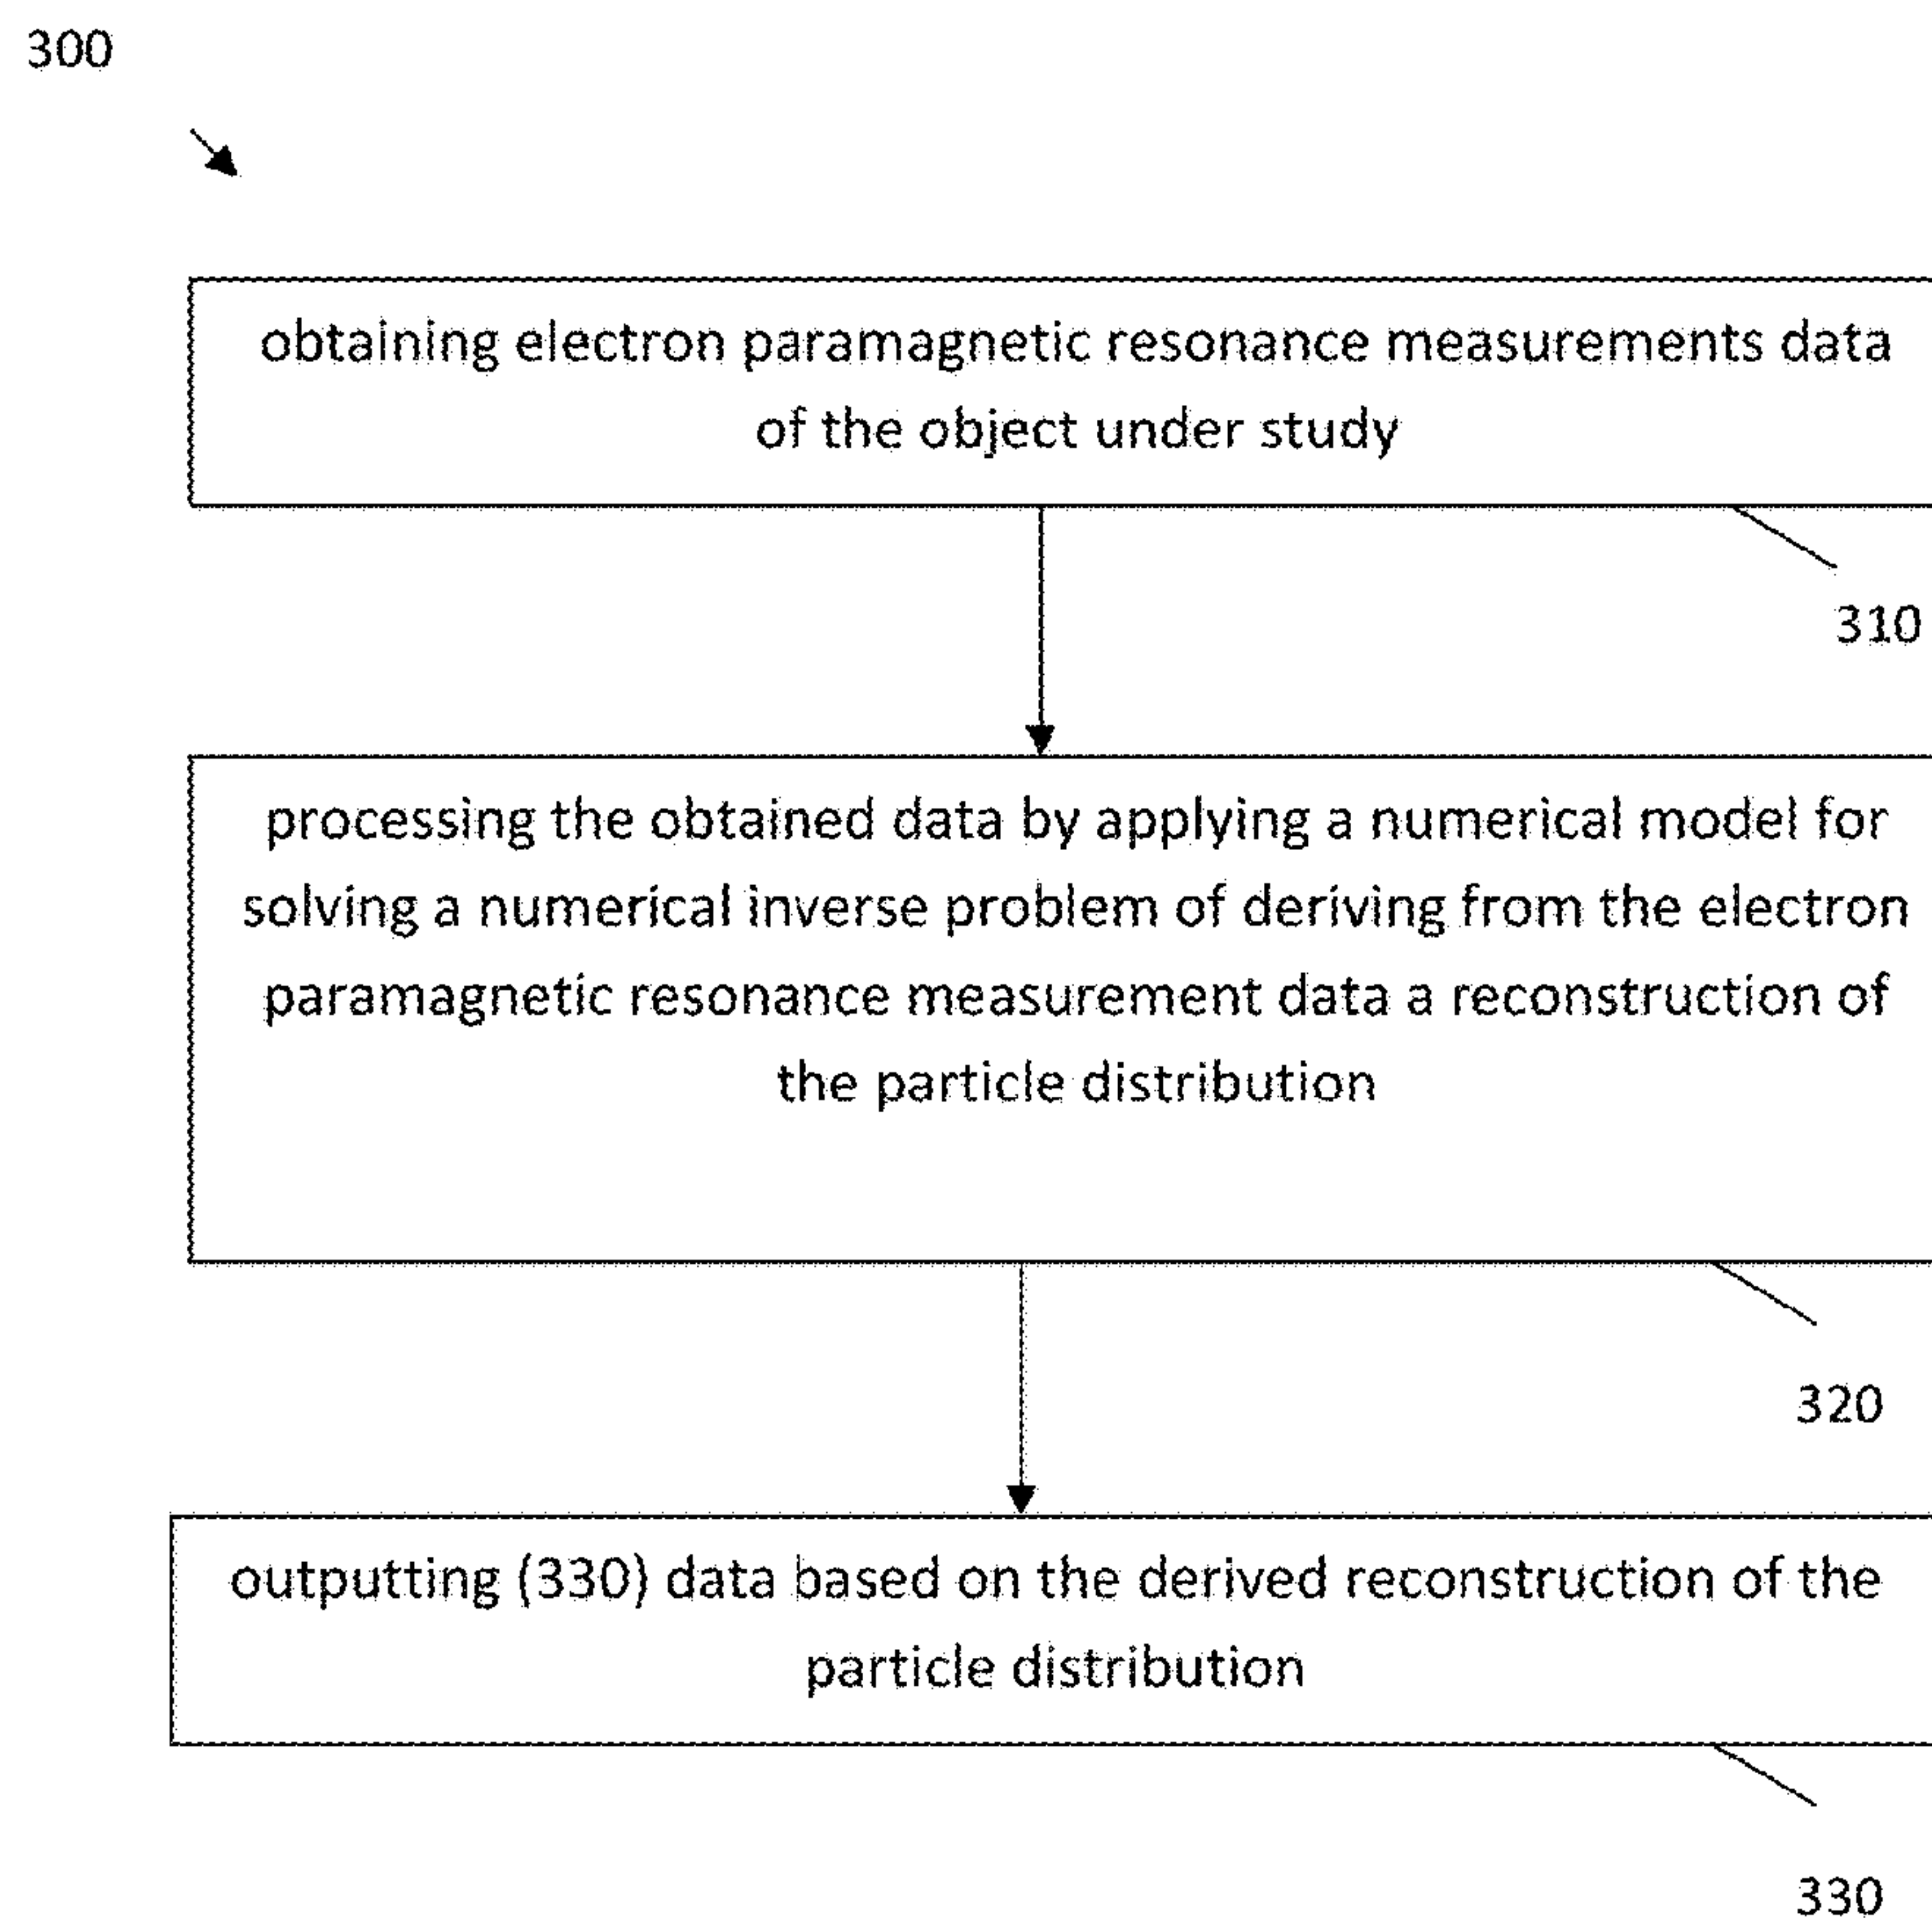 300
obtaining electron paramagnetic resonance measurements data
of the object under study
310
processing the obtained data by applying a numerical model for
solving a numerical inverse problem of deriving from the electron
paramagnetic resonance measurement data a reconstruction of
the particle distribution
320
outputting (330) data based on the derived reconstruction of the
particle distribution
330